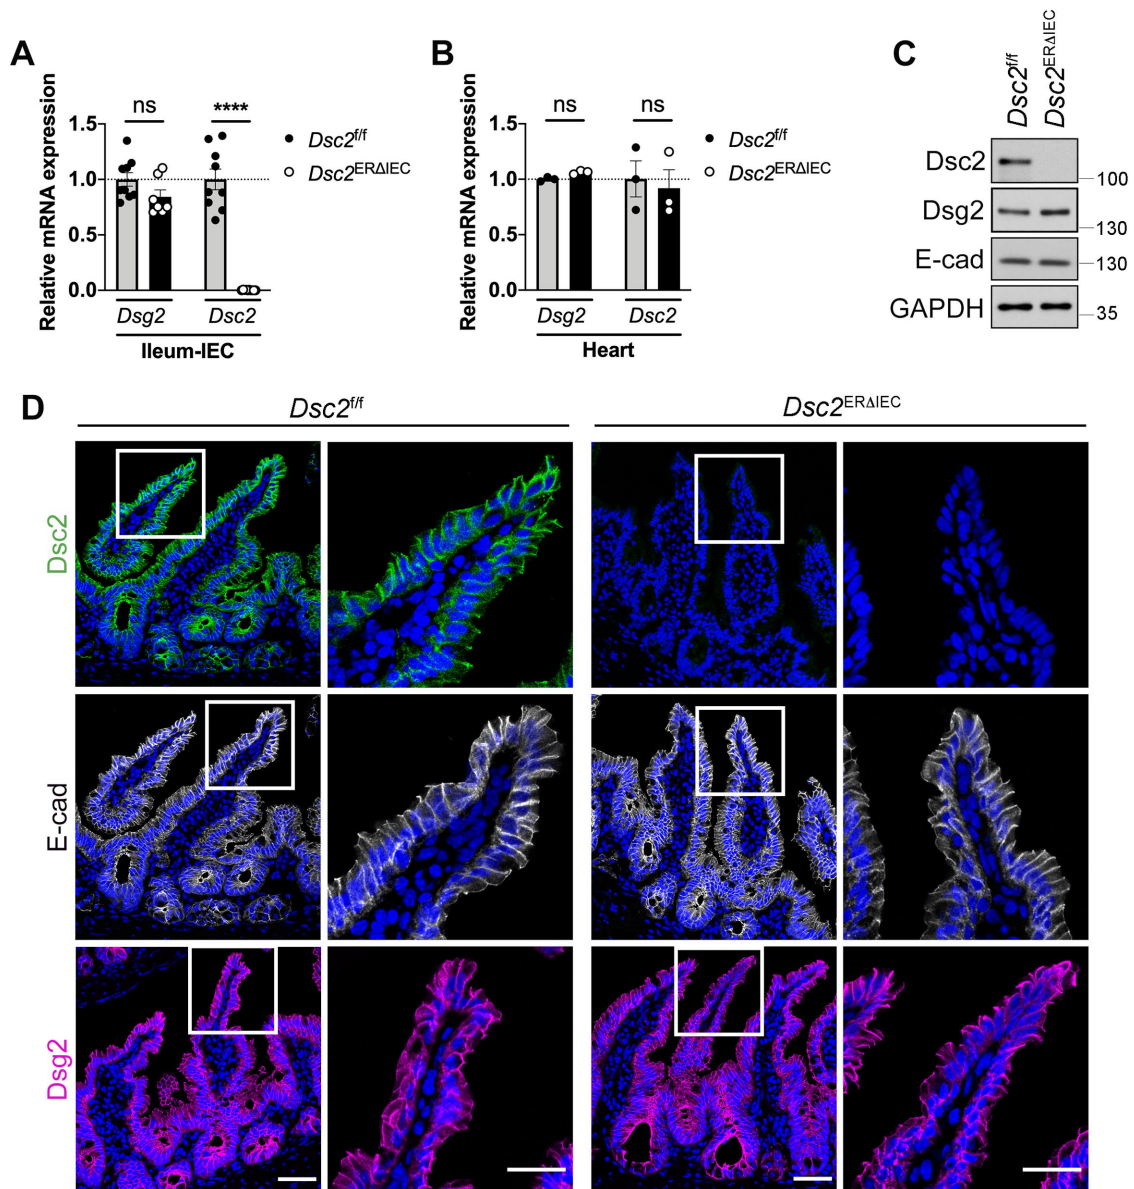 A
Relative mRNA expression
1.5
1.0
0.5
0.0
ns
****
Dsc2f/f
Dsc2ERΔIEC
Dsg2
Dsc2
Ileum-IEC
B
Relative mRNA expression
1.5
1.0
0.5
0.0
ns
ns
Dsc2f/f
Dsc2ERΔIEC
Dsg2
Dsc2
Heart
C
Dsc2f/f
Dsc2ERΔIEC
Dsc2
100
Dsg2
130
E-cad
130
GAPDH
35
D
Dsc2f/f
Dsc2ERΔIEC
Dsc2
E-cad
Dsg2